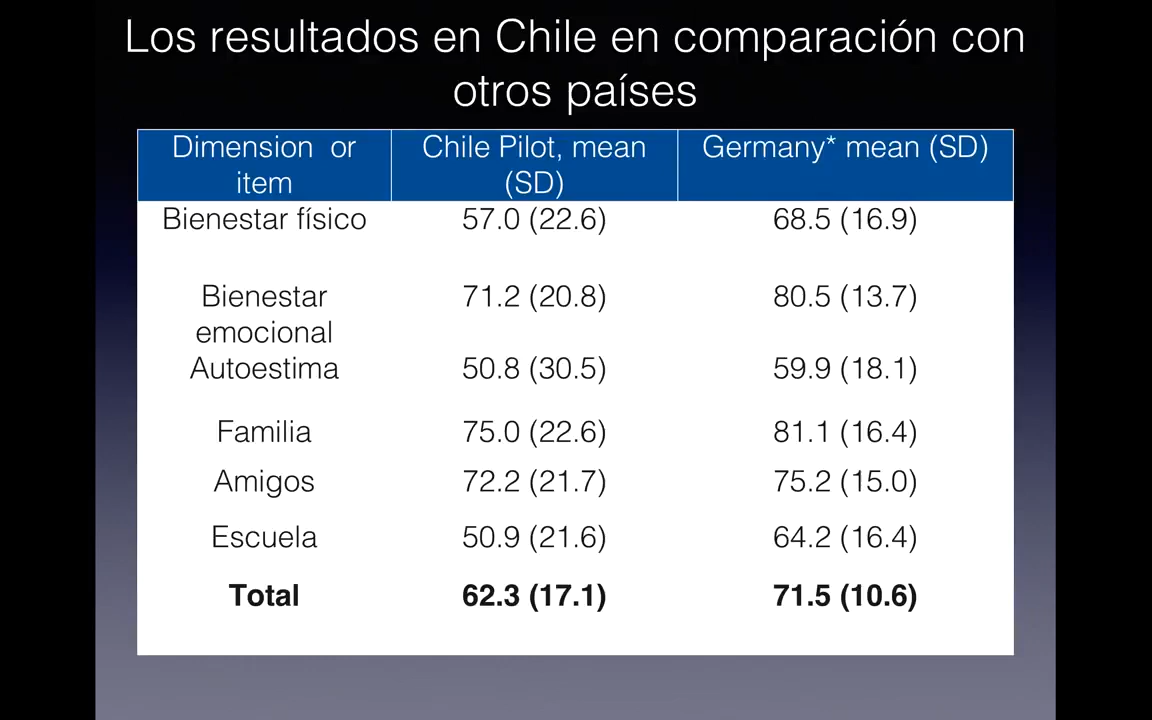 Los resultados en Chile en comparación con
otros países
Dimension or
item
Chile Pilot, mean
(SD)
Germany* mean (SD)
Bienestar físico
57.0 (22.6)
68.5 (16.9)
Bienestar
emocional
71.2 (20.8)
80.5 (13.7)
Autoestima
50.8 (30.5)
59.9 (18.1)
Familia
75.0 (22.6)
81.1 (16.4)
Amigos
72.2 (21.7)
75.2 (15.0)
Escuela
50.9 (21.6)
64.2 (16.4)
Total
62.3 (17.1)
71.5 (10.6)